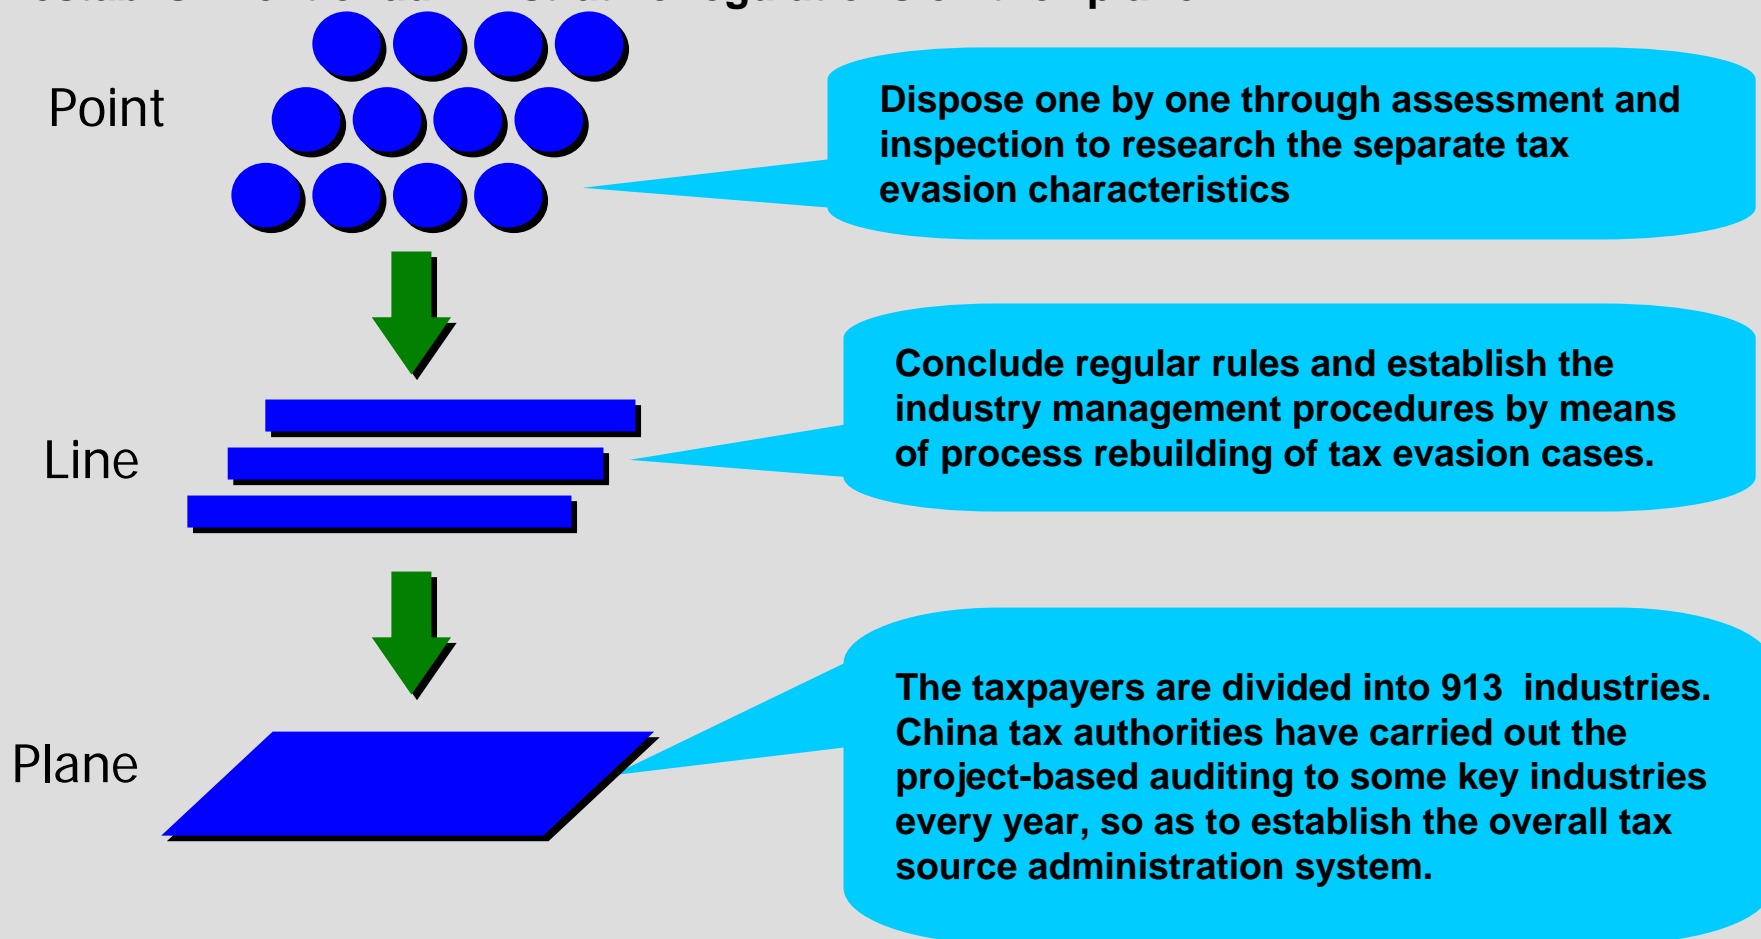 Point
Dispose one by one through assessment and
inspection to research the separate tax
evasion characteristics
Line
Conclude regular rules and establish the
industry management procedures by means
of process rebuilding of tax evasion cases.
Plane
The taxpayers are divided into 913 industries.
China tax authorities have carried out the
project-based auditing to some key industries
every year, so as to establish the overall tax
source administration system.